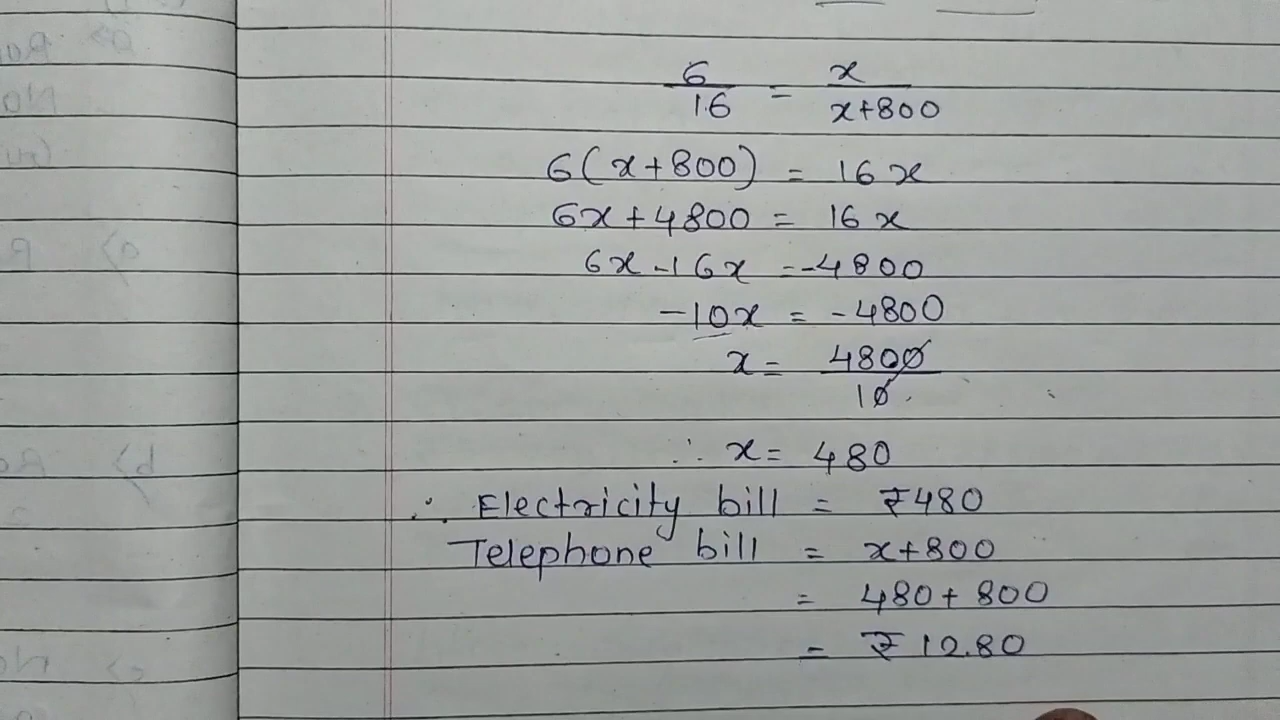 6/16 = x/x+800
6(x+800) = 16x
6x+4800 = 16x
6x-16x = -4800
-10x = -4800
x = 4800/10.
∴ x = 480
∴ Electricity bill = ₹480
Telephone bill = x+800
= 480+800
= ₹12.80